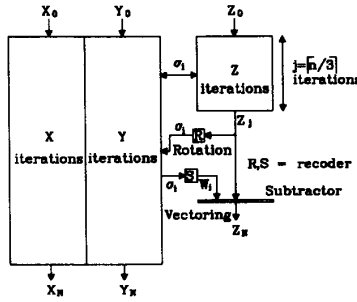 X₀ Y₀ Z₀
σᵢ
Z iterations
j=⌈n/3⌉ iterations
X iterations
Y iterations
Zⱼ
σᵢ R
Rotation
R,S = recoder
σᵢ S Wᵢ
Subtractor
Vectoring
Z_N
X_N Y_N